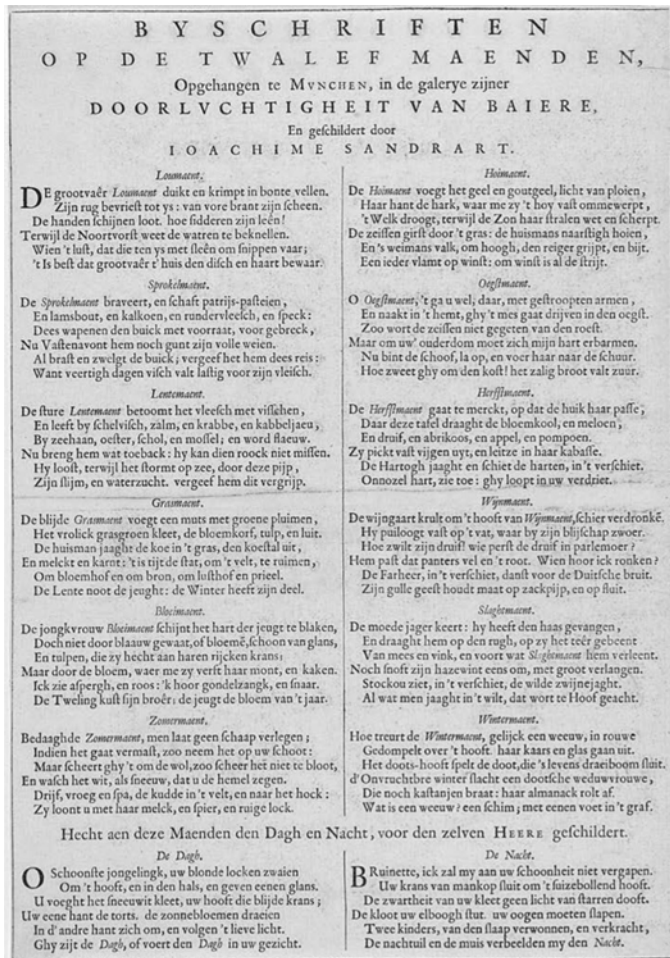 BYSCHRIFTEN
OP DE TWALEF MAENDEN,
Opgehangen te MVNCHEN, in de galerye zijner
DOORLVCHTIGHEIT VAN BAIERE,
En geſchildert door
IOACHIME SANDRART.
Loumaent.
DE grootvaêr Loumaent duikt en krimpt in bonte vellen.
Zijn rug bevrieſt tot ys: van vore brant zijn ſcheen.
De handen ſchijnen loot. hoe ſidderen zijn leên!
Terwijl de Noortvorſt weet de watren te beknellen.
Wien 't luſt, dat die ten ys met ſleên om ſnippen vaar;
't Is beſt dat grootvaêr t' huis den diſch en haart bewaar.
Sprokelmaent.
De Sprokelmaent braveert, en ſchaft patrijs-paſteien,
En lamsbout, en kalkoen, en rundervleeſch, en ſpeck:
Dees wapenen den buick met voorraat, voor gebreck,
Nu Vaſtenavont hem noch gunt zijn volle weien.
Al braſt en zwelgt de buick, vergeef het hem dees reis:
Want veertigh dagen viſch valt laſtig voor zijn vleiſch.
Lentemaent.
De ſture Lentemaent betoomt het vleeſch met viſſchen,
En leeft by ſchelviſch, zalm, en krabbe, en kabbeljaeu,
By zeehaan, oeſter, ſchol, en moſſel; en word flaeuw.
Nu breng hem wat toeback: hy kan dien roock niet miſſen.
Hy looſt, terwijl het ſtormt op zee, door deze pijp,
Zijn ſlijm, en waterzucht. vergeef hem dit vergrijp.
Grasmaent.
De blijde Grasmaent voegt een muts met groene pluimen,
Het vrolick grasgroen kleet, de bloemkorf, tulp, en luit.
De huisman jaaght de koe in 't gras, den koeſtal uit,
En melckt en karnt: 't is tijt de ſtat, om 't velt, te ruimen,
Om bloemhof en om bron, om luſthof en prieel.
De Lente noot de jeught: de Winter heeft zijn deel.
Bloeimaent.
De jongkvrouw Bloeimaent ſchijnt het hart der jeugt te blaken,
Doch niet door blaauw gewaat, of bloemē, ſchoon van glans,
En tulpen, die zy hecht aan haren rijcken krans:
Maar door de bloem, waer me zy verft haar mont, en kaken.
Ick zie aſpergh, en roos: 'k hoor gondelzangk, en ſnaar.
De Tweling kuſt ſijn broêr: de jeugt de bloem van 't jaar.
Zomermaent.
Bedaaghde Zomermaent, men laat geen ſchaap verlegen;
Indien het gaat vermaſt, zoo neem het op uw ſchoot:
Maar ſcheert ghy 't om de wol, zoo ſcheer het niet te bloot,
En waſch het wit, als ſneeuw, dat u de hemel zegen.
Drijf, vroeg en ſpa, de kudde in 't velt, en naar het hock:
Zy loont u met haar melck, en ſpier, en ruige lock.
Hoimaent.
De Hoimaent voegt het geel en goutgeel, licht van ploien,
Haar hant de hark, waar me zy 't hoy vaſt ommewerpt,
't Welk droogt, terwijl de Zon haar ſtralen wet en ſcherpt.
De zeiſſen girſt door 't gras: de huismans naarſtigh hoien,
En 's weimans valk, om hoogh, den reiger grijpt, en bijt.
Een ieder vlamt op winſt: om winſt is al de ſtrijt.
Oegſtmaent.
O Oegſtmaent, 't ga u wel, daar, met geſtroopten armen,
En naakt in 't hemt, ghy 't mes gaat drijven in den oegſt.
Zoo wort de zeiſſen niet gegeten van den roeſt.
Maar om uw' ouderdom moet zich mijn hart erbarmen.
Nu bint de ſchoof, la op, en voer haar naar de ſchuur.
Hoe zweet ghy om den koſt! het zalig broot valt zuur.
Herfſtmaent.
De Herfſtmaent gaat te merckt, op dat de huik haar paſſe,
Daar deze tafel draaght de bloemkool, en meloen,
En druif, en abrikoos, en appel, en pompoen.
Zy pickt vaſt vijgen uyt, en leitze in haar kabaſſe.
De Hartogh jaaght en ſchiet de harten, in 't verſchiet.
Onnozel hart, zie toe: ghy loopt in uw verdriet.
Wijnmaent.
De wijngaart krult om 't hooft van Wijnmaent, ſchier verdronkē.
Hy puiloogt vaſt op 't vat, waar by zijn blijſchap zwoer.
Hoe zwilt zijn druif! wie perſt de druif in parlemoer?
Hem paſt dat panters vel en 't root. Wien hoor ick ronken?
De Farheer, in 't verſchiet, danſt voor de Duitſche bruit.
Zijn gulle geeſt houdt maat op zackpijp, en op fluit.
Slaghtmaent.
De moede jager keert: hy heeft den haas gevangen,
En draaght hem op den rugh, op zy het teêr gebeent
Van mees en vink, en voort wat Slaghtmaent hem verleent.
Noch ſnoft zijn hazewint eens om, met groot verlangen.
Stockou ziet, in 't verſchiet, de wilde zwijnejaght.
Al wat men jaaght in 't wilt, dat wort te Hoof geacht.
Wintermaent.
Hoe treurt de Wintermaent, gelijck een weeuw, in rouwe
Gedompelt over 't hooft. haar kaars en glas gaan uit.
Het doots-hooft ſpelt de doot, die 's levens draeiboom ſluit.
d'Onvruchtbre winter ſlacht een dootſche weduwvrouwe,
Die noch kaſtanjen braat: haar almanack rolt af.
Wat is een weeuw? een ſchim; met eenen voet in 't graf.
Hecht aen deze Maenden den Dagh en Nacht, voor den zelven HEERE geſchildert.
De Dagh.
O Schoonſte jongelingk, uw blonde locken zwaien
Om 't hooft, en in den hals, en geven eenen glans.
U voeght het ſneeuwit kleet, uw hooft die blijde krans;
Uw eene hant de torts. de zonnebloemen draeien
In d' andre hant zich om, en volgen 't lieve licht.
Ghy zijt de Dagh, of voert den Dagh in uw gezicht.
De Nacht.
BRuinette, ick zal my aan uw ſchoonheit niet vergapen.
Uw krans van mankop ſluit om 't ſuizebollend hooft.
De zwartheit van uw kleet geen licht van ſtarren dooft.
De kloot uw elboogh ſtut. uw oogen moeten ſlapen.
Twee kinders, van den ſlaap verwonnen, en verkracht,
De nachtuil en de muis verbeelden my den Nacht.